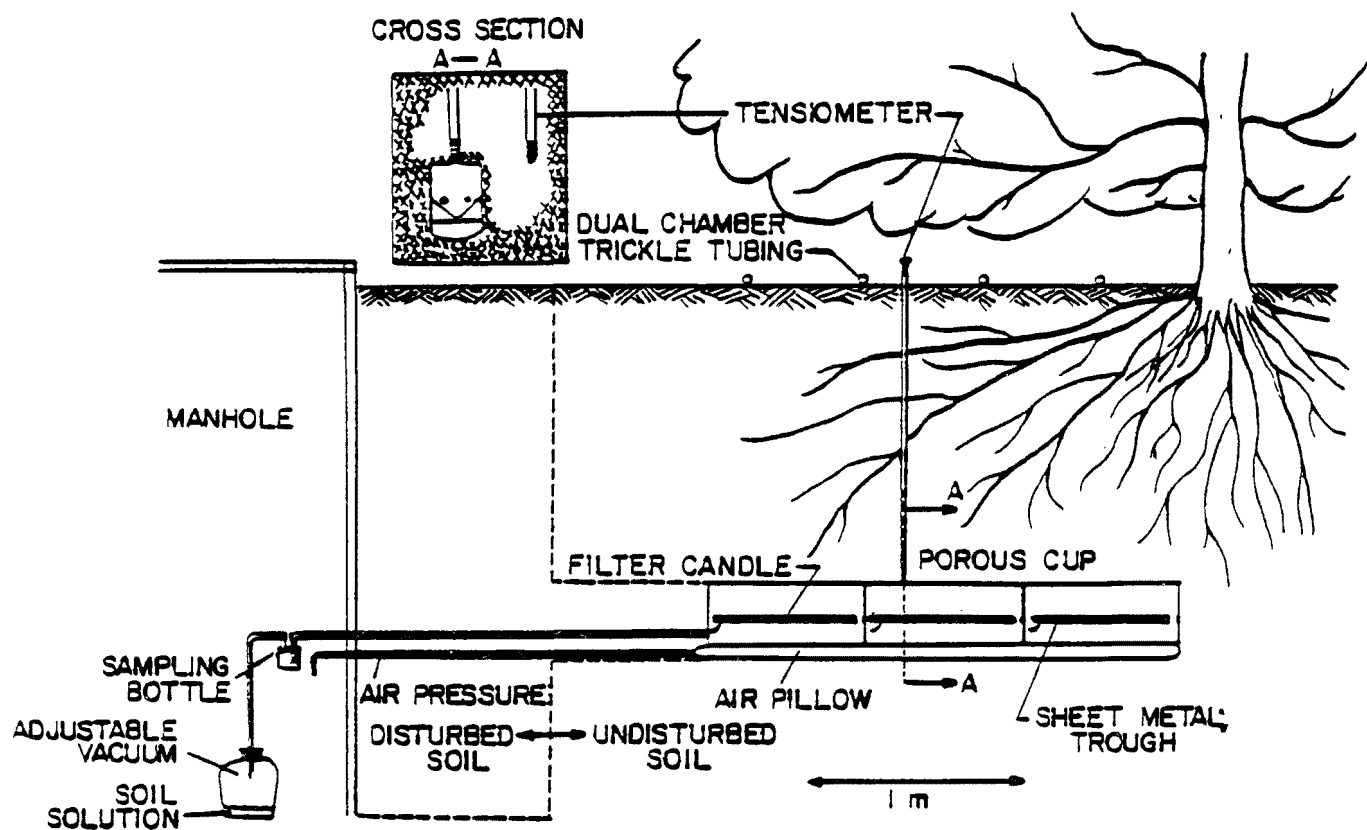 CROSS SECTION
A—A
TENSIOMETER
DUAL CHAMBER
TRICKLE TUBING
MANHOLE
A
FILTER CANDLE
POROUS CUP
SAMPLING
BOTTLE
AIR PRESSURE
AIR PILLOW
A
ADJUSTABLE
VACUUM
DISTURBED
SOIL
UNDISTURBED
SOIL
SHEET METAL
TROUGH
SOIL
SOLUTION
1 m